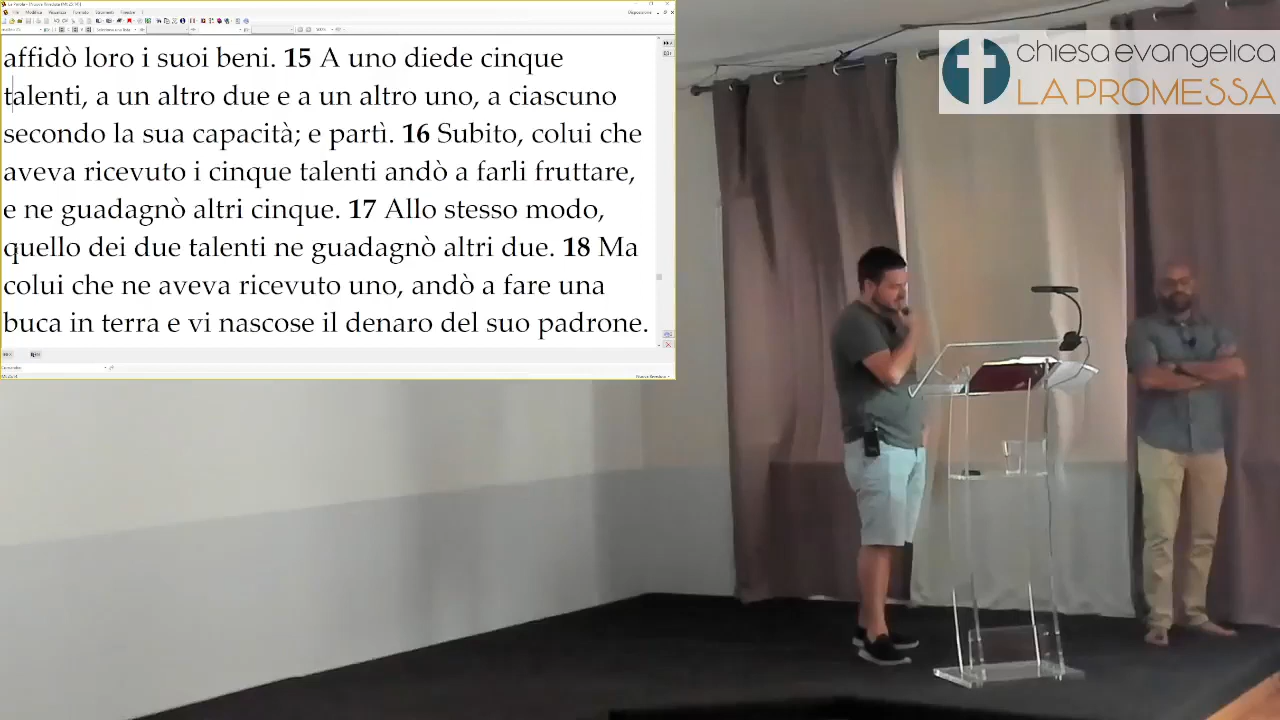 affidò loro i suoi beni. 15 A uno diede cinque
talenti, a un altro due e a un altro uno, a ciascuno
secondo la sua capacità; e partì. 16 Subito, colui che
aveva ricevuto i cinque talenti andò a farli fruttare,
e ne guadagnò altri cinque. 17 Allo stesso modo,
quello dei due talenti ne guadagnò altri due. 18 Ma
colui che ne aveva ricevuto uno, andò a fare una
buca in terra e vi nascose il denaro del suo padrone.
chiesa evangelica
LA PROMESSA